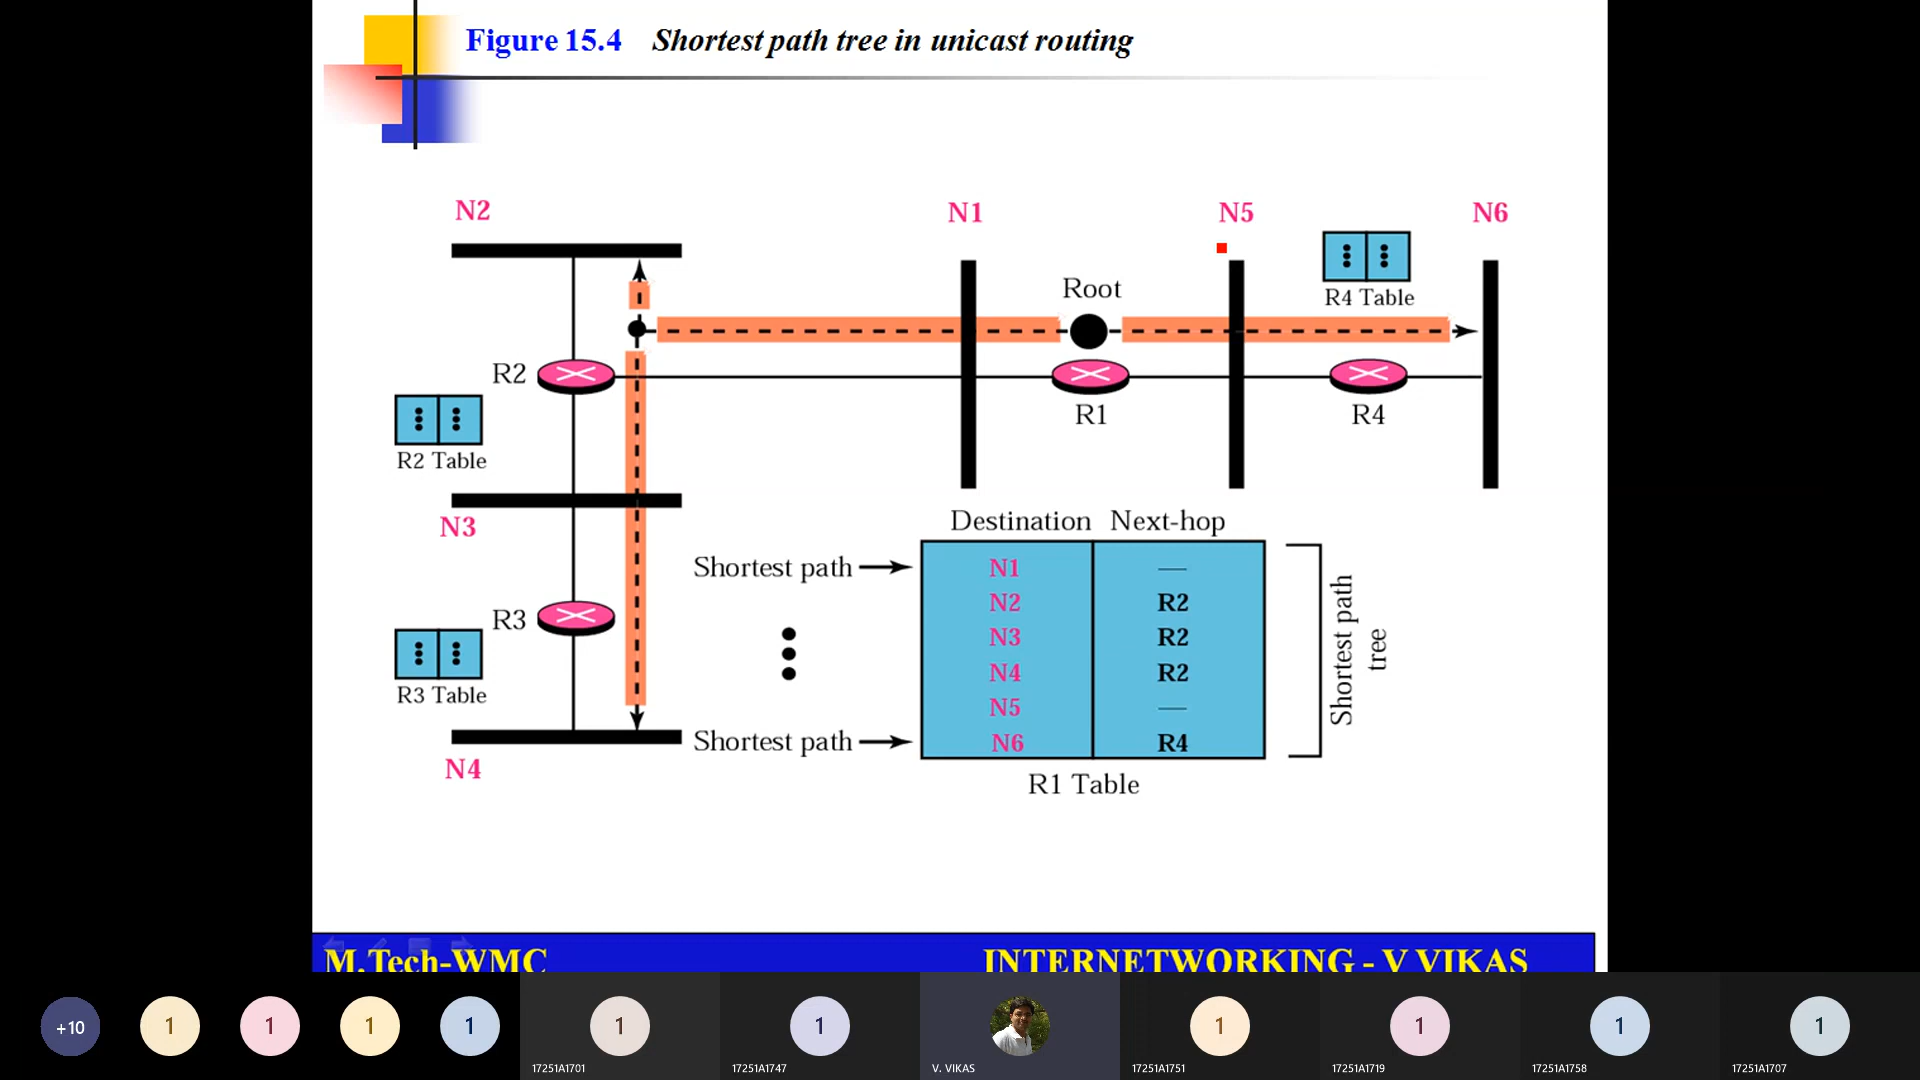 Figure 15.4 Shortest path tree in unicast routing
N2
N1
N5
N6
Root
R4 Table
R2
R1
R4
R2 Table
N3
Destination Next-hop
Shortest path
N1 —
N2 R2
N3 R2
N4 R2
N5 —
N6 R4
Shortest path
Shortest path
tree
R3
R3 Table
N4
R1 Table
M.Tech-WMC
INTERNETWORKING - V VIKAS
+10
1
1
1
1
1
1
1
1
1
1
17251A1701
17251A1747
V. VIKAS
17251A1751
17251A1719
17251A1758
17251A1707